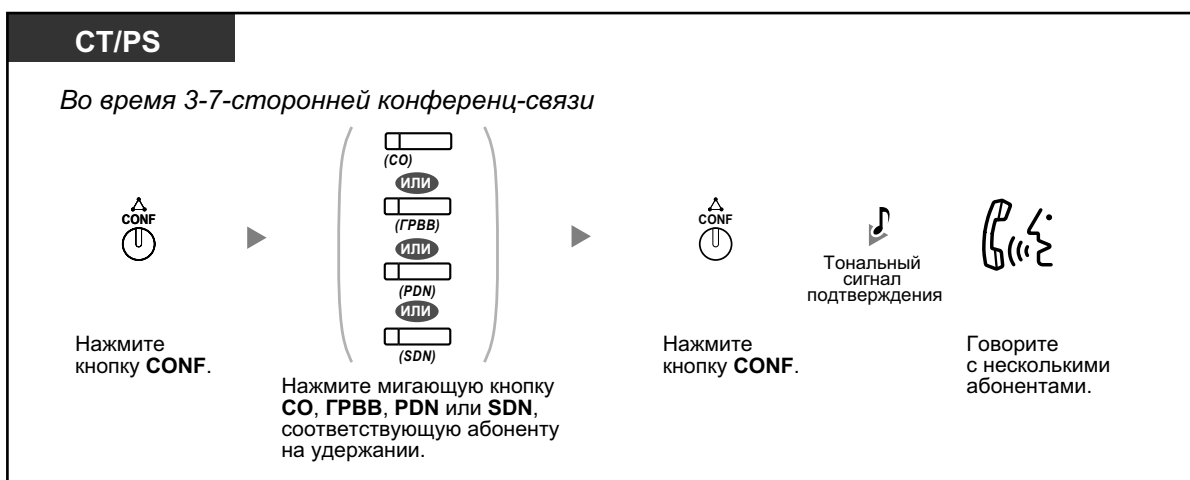 CT/PS
Во время 3-7-сторонней конференц-связи
CONF
Нажмите
кнопку CONF.
(CO)
ИЛИ
(ГРВВ)
ИЛИ
(PDN)
ИЛИ
(SDN)
Нажмите мигающую кнопку
CO, ГРВВ, PDN или SDN,
соответствующую абоненту
на удержании.
CONF
Нажмите
кнопку CONF.
Тональный
сигнал
подтверждения
Говорите
с несколькими
абонентами.